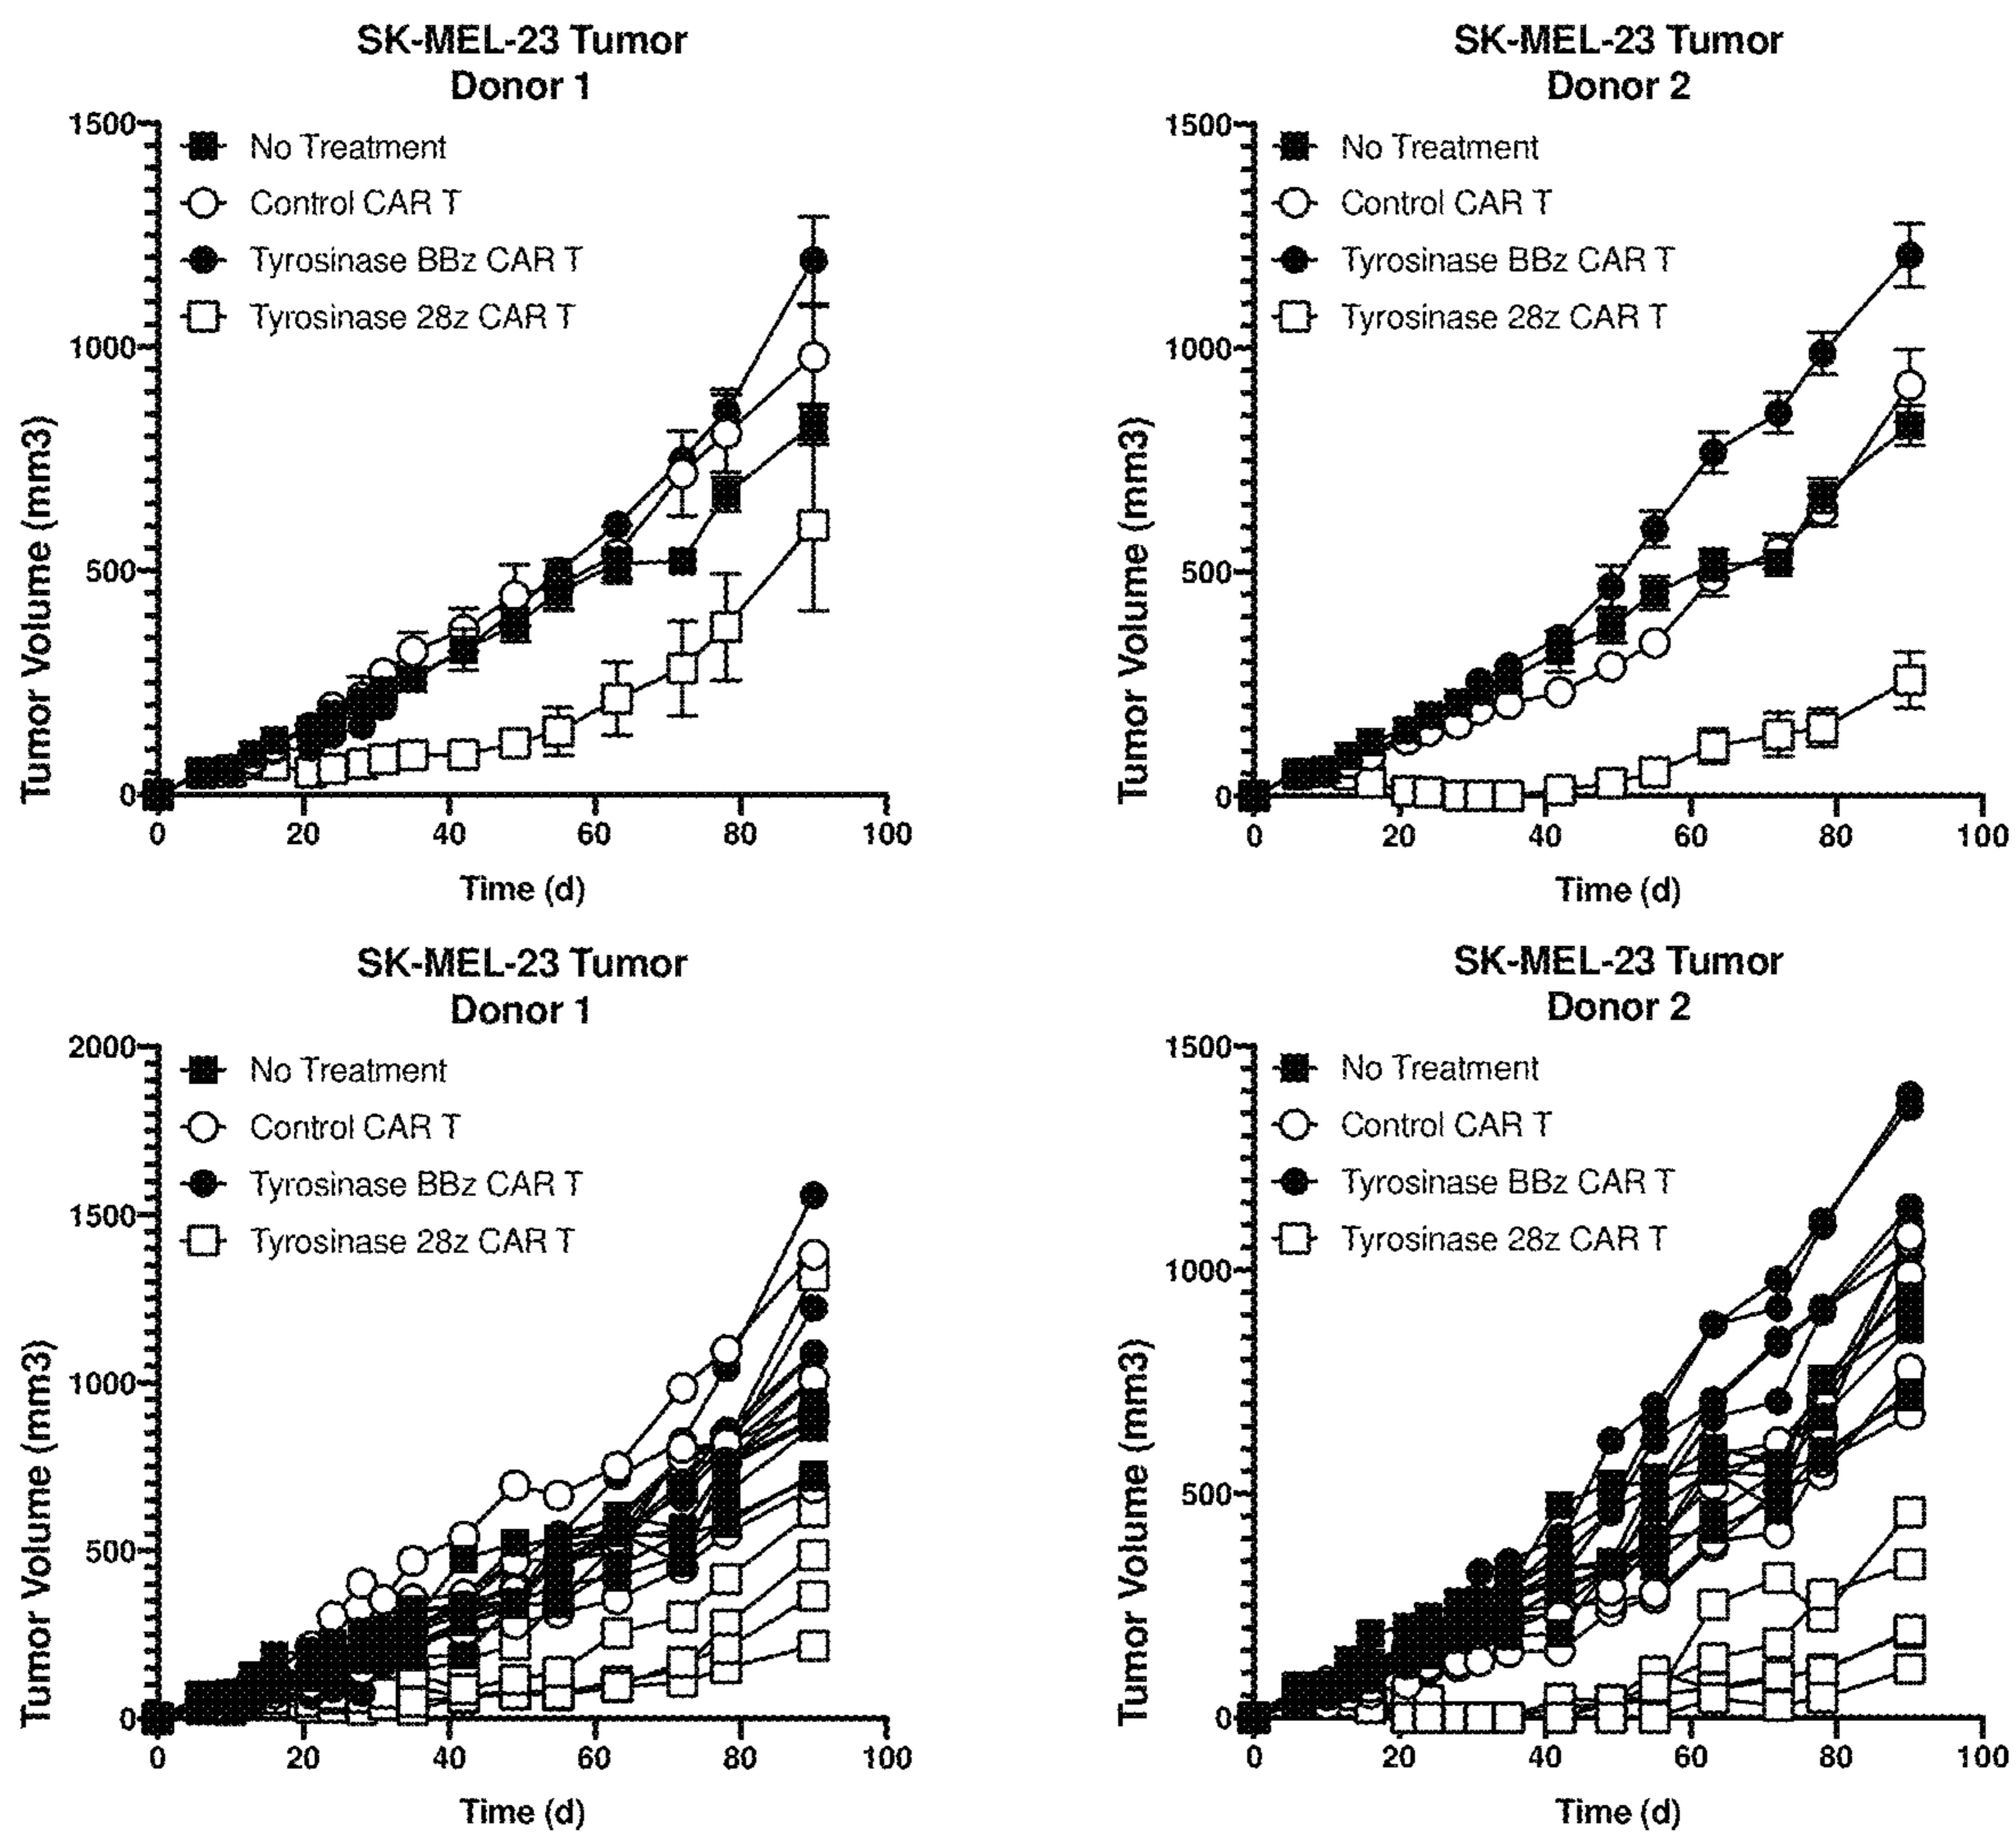 SK-MEL-23 Tumor
Donor 1
1500
1000
500
0
No Treatment
Control CAR T
Tyrosinase BBz CAR T
Tyrosinase 28z CAR T
Tumor Volume (mm3)
0 20 40 60 80 100
Time (d)
SK-MEL-23 Tumor
Donor 2
1500
1000
500
0
No Treatment
Control CAR T
Tyrosinase BBz CAR T
Tyrosinase 28z CAR T
Tumor Volume (mm3)
0 20 40 60 80 100
Time (d)
SK-MEL-23 Tumor
Donor 1
2000
1500
1000
500
0
No Treatment
Control CAR T
Tyrosinase BBz CAR T
Tyrosinase 28z CAR T
Tumor Volume (mm3)
0 20 40 60 80 100
Time (d)
SK-MEL-23 Tumor
Donor 2
1500
1000
500
0
No Treatment
Control CAR T
Tyrosinase BBz CAR T
Tyrosinase 28z CAR T
Tumor Volume (mm3)
0 20 40 60 80 100
Time (d)